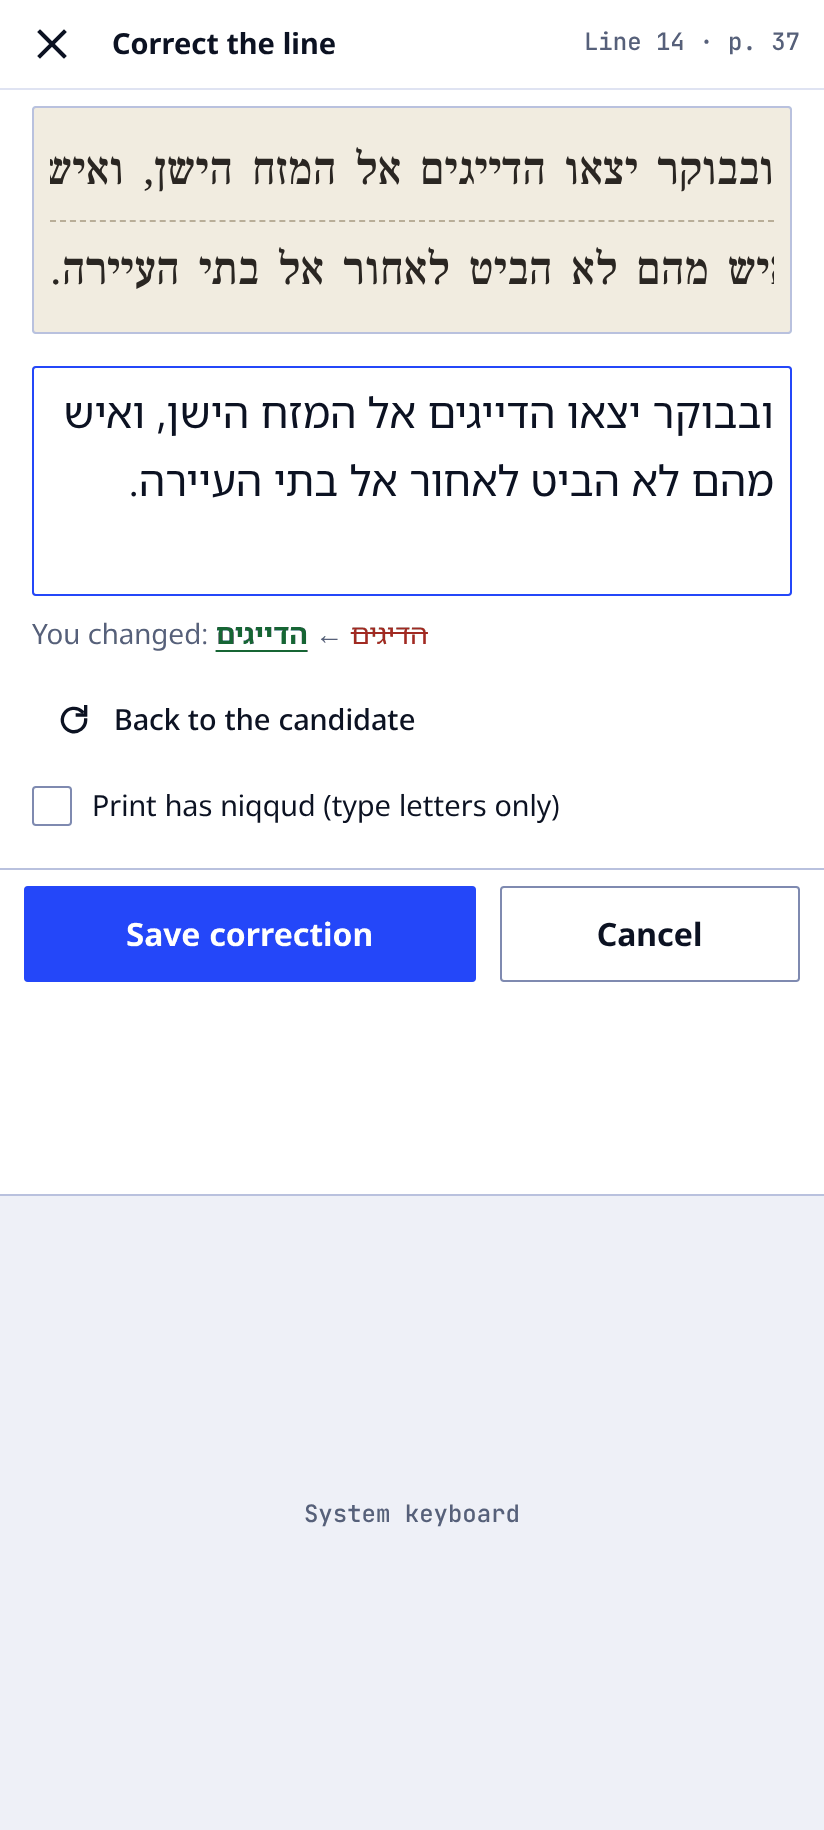 Correct the line
Line 14 · p. 37
ובבוקר יצאו הדייגים אל המזח הישן, ואיש
איש מהם לא הביט לאחור אל בתי העיירה.
ובבוקר יצאו הדייגים אל המזח הישן, ואיש
מהם לא הביט לאחור אל בתי העיירה.
You changed: הדיגים ← הדייגים
Back to the candidate
Print has niqqud (type letters only)
Save correction
Cancel
System keyboard